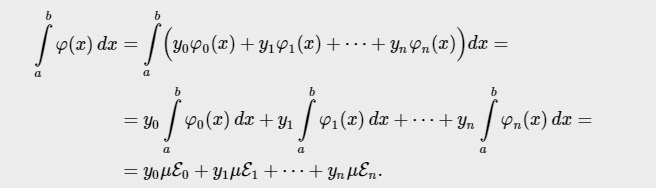 ∫_a^b φ(x) dx = ∫_a^b (y₀φ₀(x) + y₁φ₁(x) + ⋯ + yₙφₙ(x)) dx =
= y₀ ∫_a^b φ₀(x) dx + y₁ ∫_a^b φ₁(x) dx + ⋯ + yₙ ∫_a^b φₙ(x) dx =
= y₀μℰ₀ + y₁μℰ₁ + ⋯ + yₙμℰₙ.